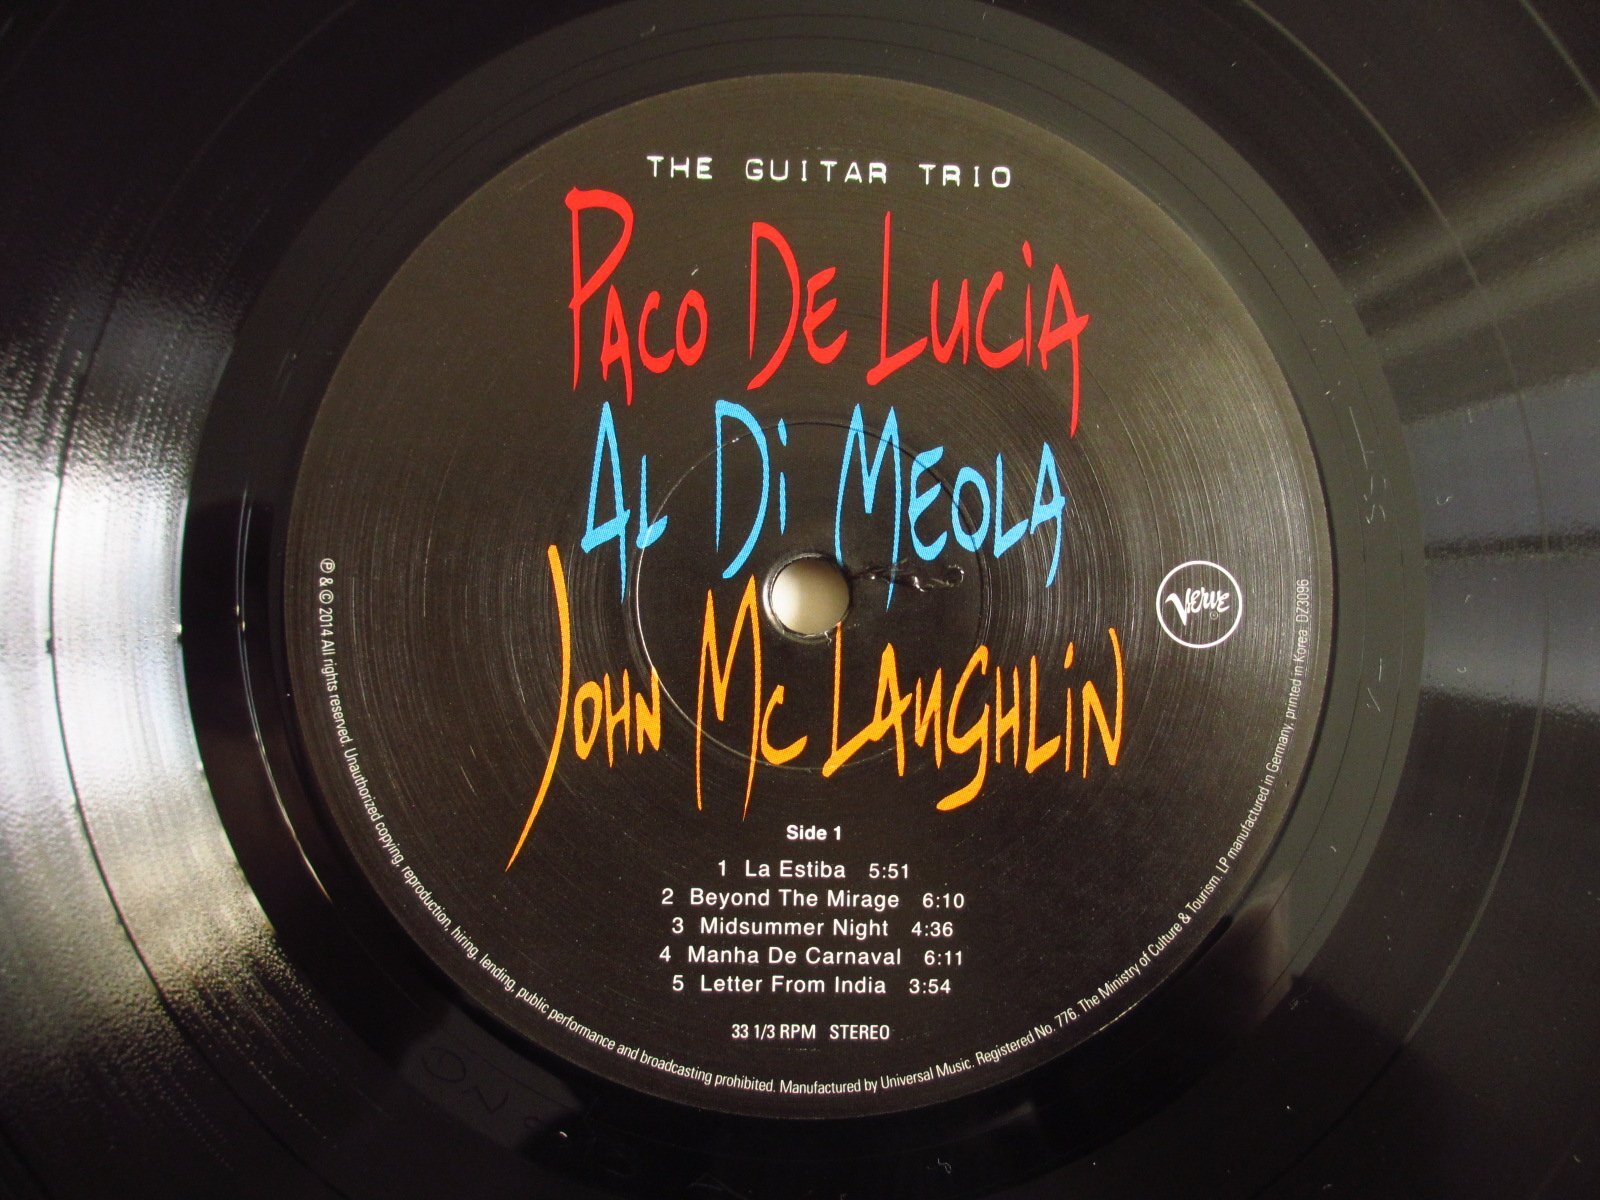 THE GUITAR TRIO
PACO DE LUCIA
AL DI MEOLA
JOHN MCLAUGHLIN
Verve
Side 1
1 La Estiba 5:51
2 Beyond The Mirage 6:10
3 Midsummer Night 4:36
4 Manha De Carnaval 6:11
5 Letter From India 3:54
33 1/3 RPM STEREO
℗ & © 2014 All rights reserved. Unauthorized copying, reproduction, hiring, lending, public performance and broadcasting prohibited. Manufactured by Universal Music. Registered No. 776. The Ministry of Culture & Tourism. LP manufactured in Germany, printed in Korea. DZ3096